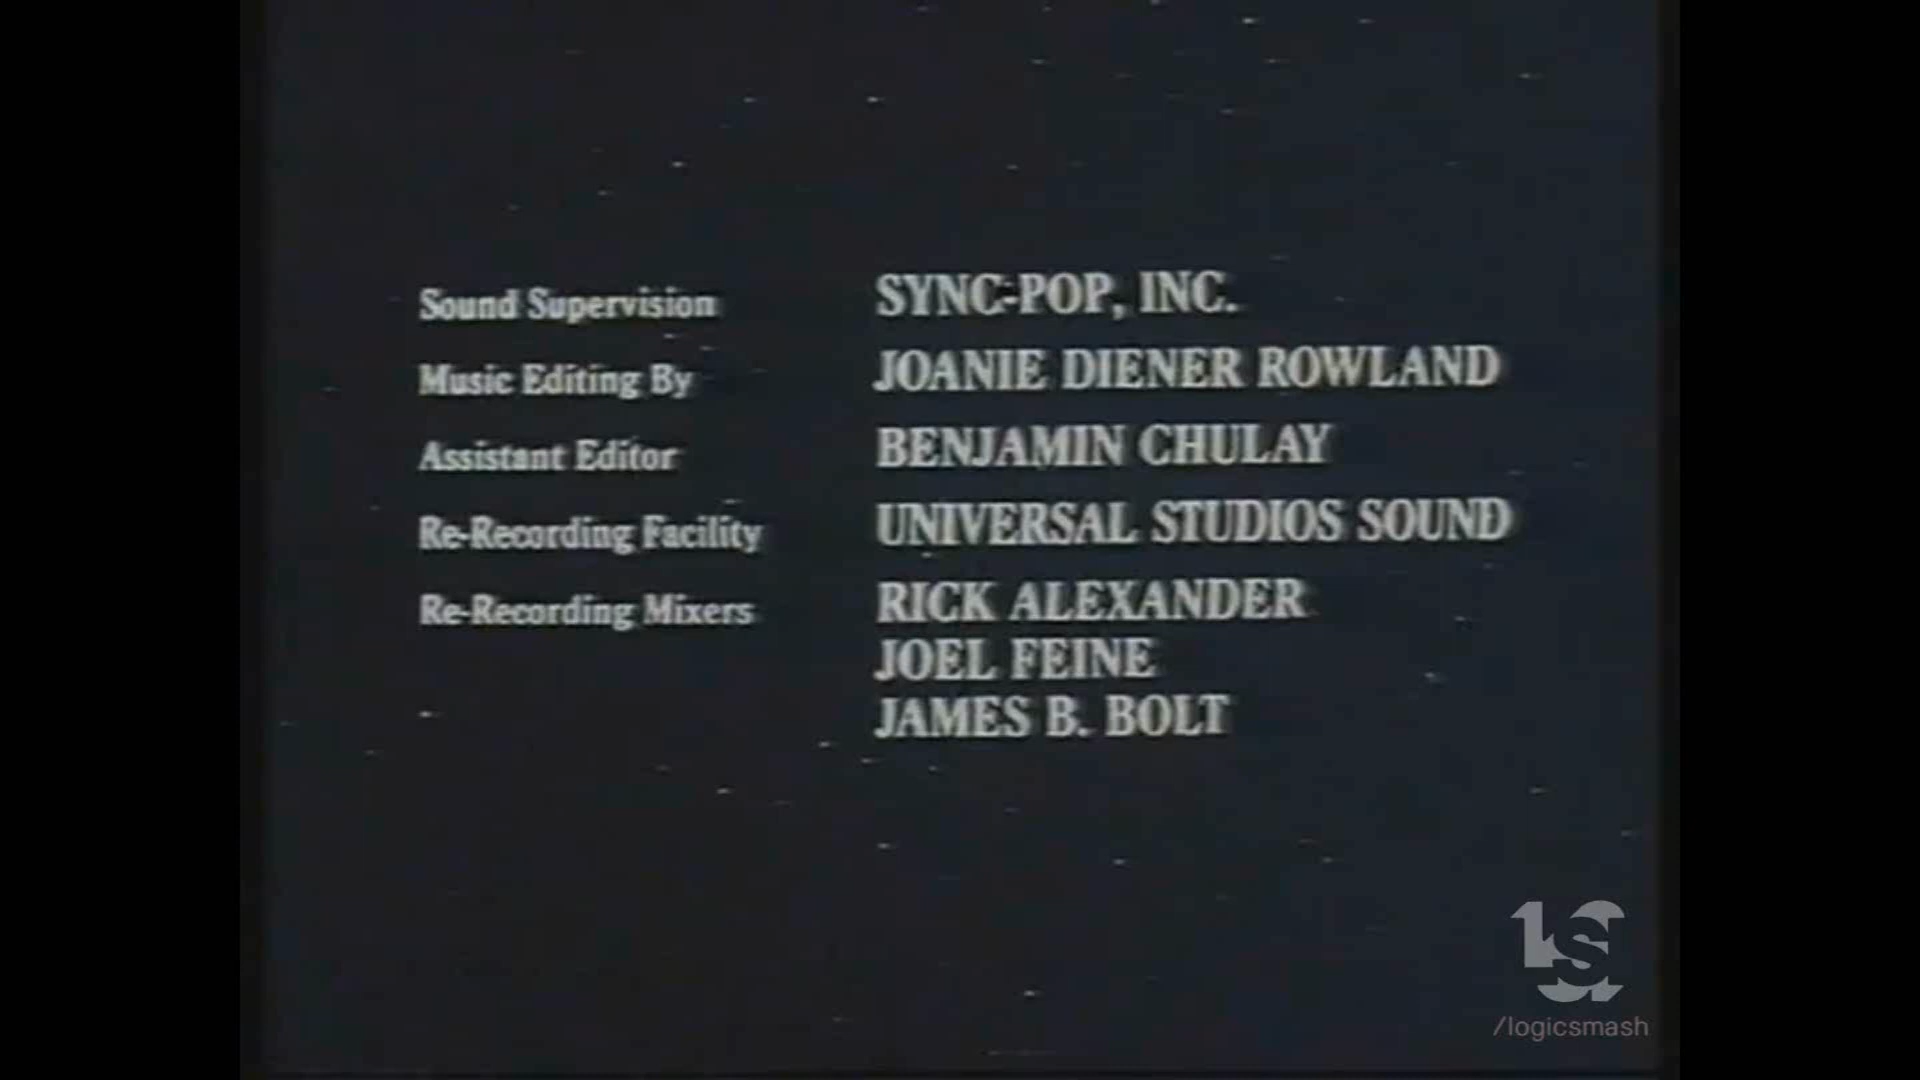 Sound Supervision SYNC-POP, INC.
Music Editing By JOANIE DIENER ROWLAND
Assistant Editor BENJAMIN CHULAY
Re-Recording Facility UNIVERSAL STUDIOS SOUND
Re-Recording Mixers RICK ALEXANDER
JOEL FEINE
JAMES B. BOLT
1S
/logicsmash